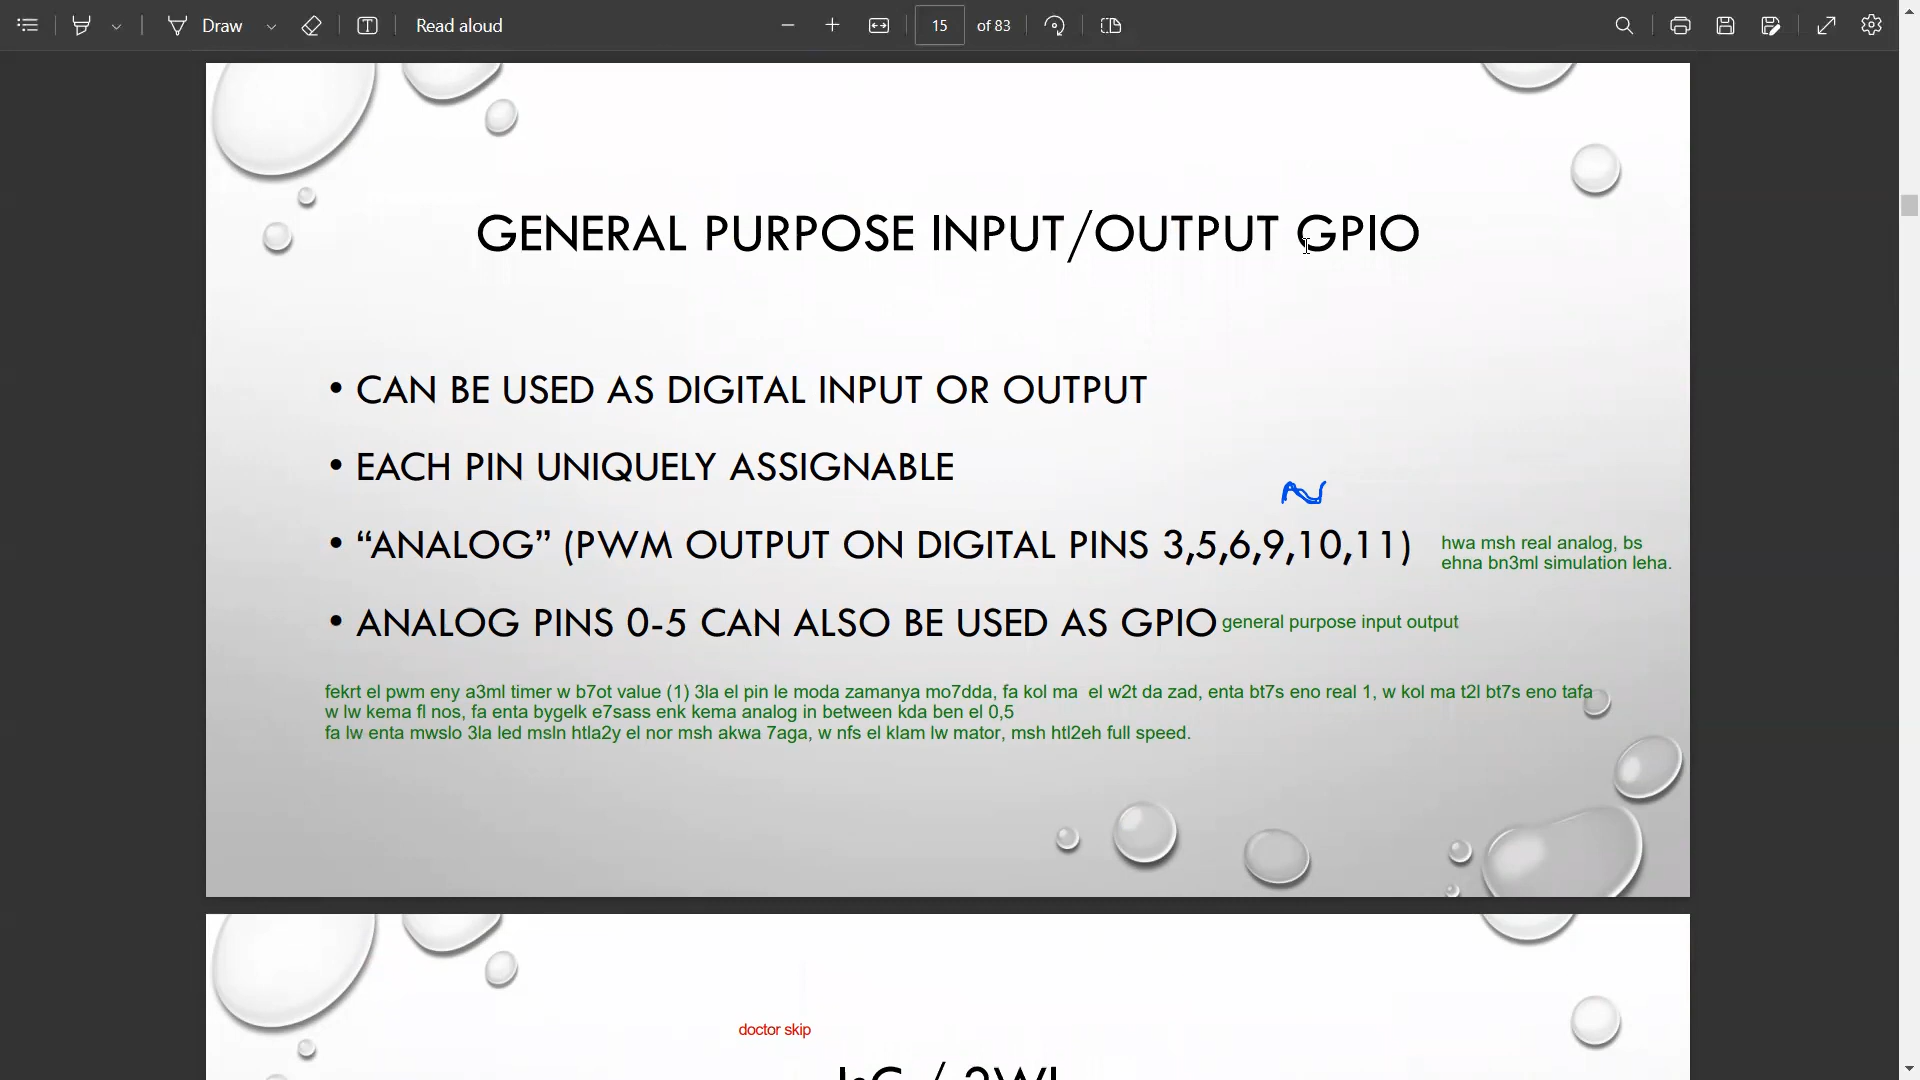 Draw
Read aloud
15 of 83
GENERAL PURPOSE INPUT/OUTPUT GPIO
• CAN BE USED AS DIGITAL INPUT OR OUTPUT
• EACH PIN UNIQUELY ASSIGNABLE
• “ANALOG” (PWM OUTPUT ON DIGITAL PINS 3,5,6,9,10,11)
hwa msh real analog, bs
ehna bn3ml simulation leha.
• ANALOG PINS 0-5 CAN ALSO BE USED AS GPIO
general purpose input output
fekrt el pwm eny a3ml timer w b7ot value (1) 3la el pin le moda zamanya mo7dda, fa kol ma el w2t da zad, enta bt7s eno real 1, w kol ma t2l bt7s eno tafa
w lw kema fl nos, fa enta bygelk e7sass enk kema analog in between kda ben el 0,5
fa lw enta mwslo 3la led msln htla2y el nor msh akwa 7aga, w nfs el klam lw mator, msh htl2eh full speed.
doctor skip